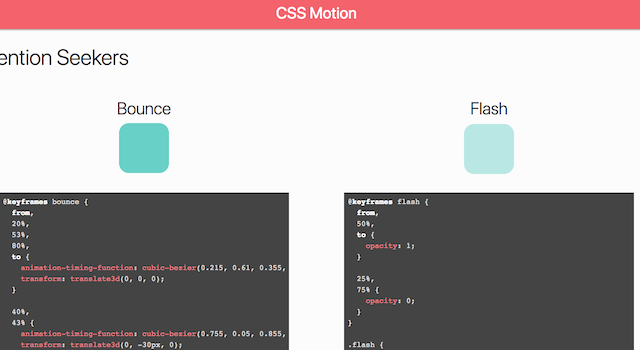 CSS Motion
ention Seekers
Bounce
@keyframes bounce {
from,
20%,
53%,
80%,
to {
animation-timing-function: cubic-besier(0.215, 0.61, 0.355,
transform: translate3d(0, 0, 0);
}
40%,
43% {
animation-timing-function: cubic-besier(0.755, 0.05, 0.855,
transform: translate3d(0, -30px, 0);
Flash
@keyframes flash {
from,
50%,
to {
opacity: 1;
}
25%,
75% {
opacity: 0;
}
}
.flash {